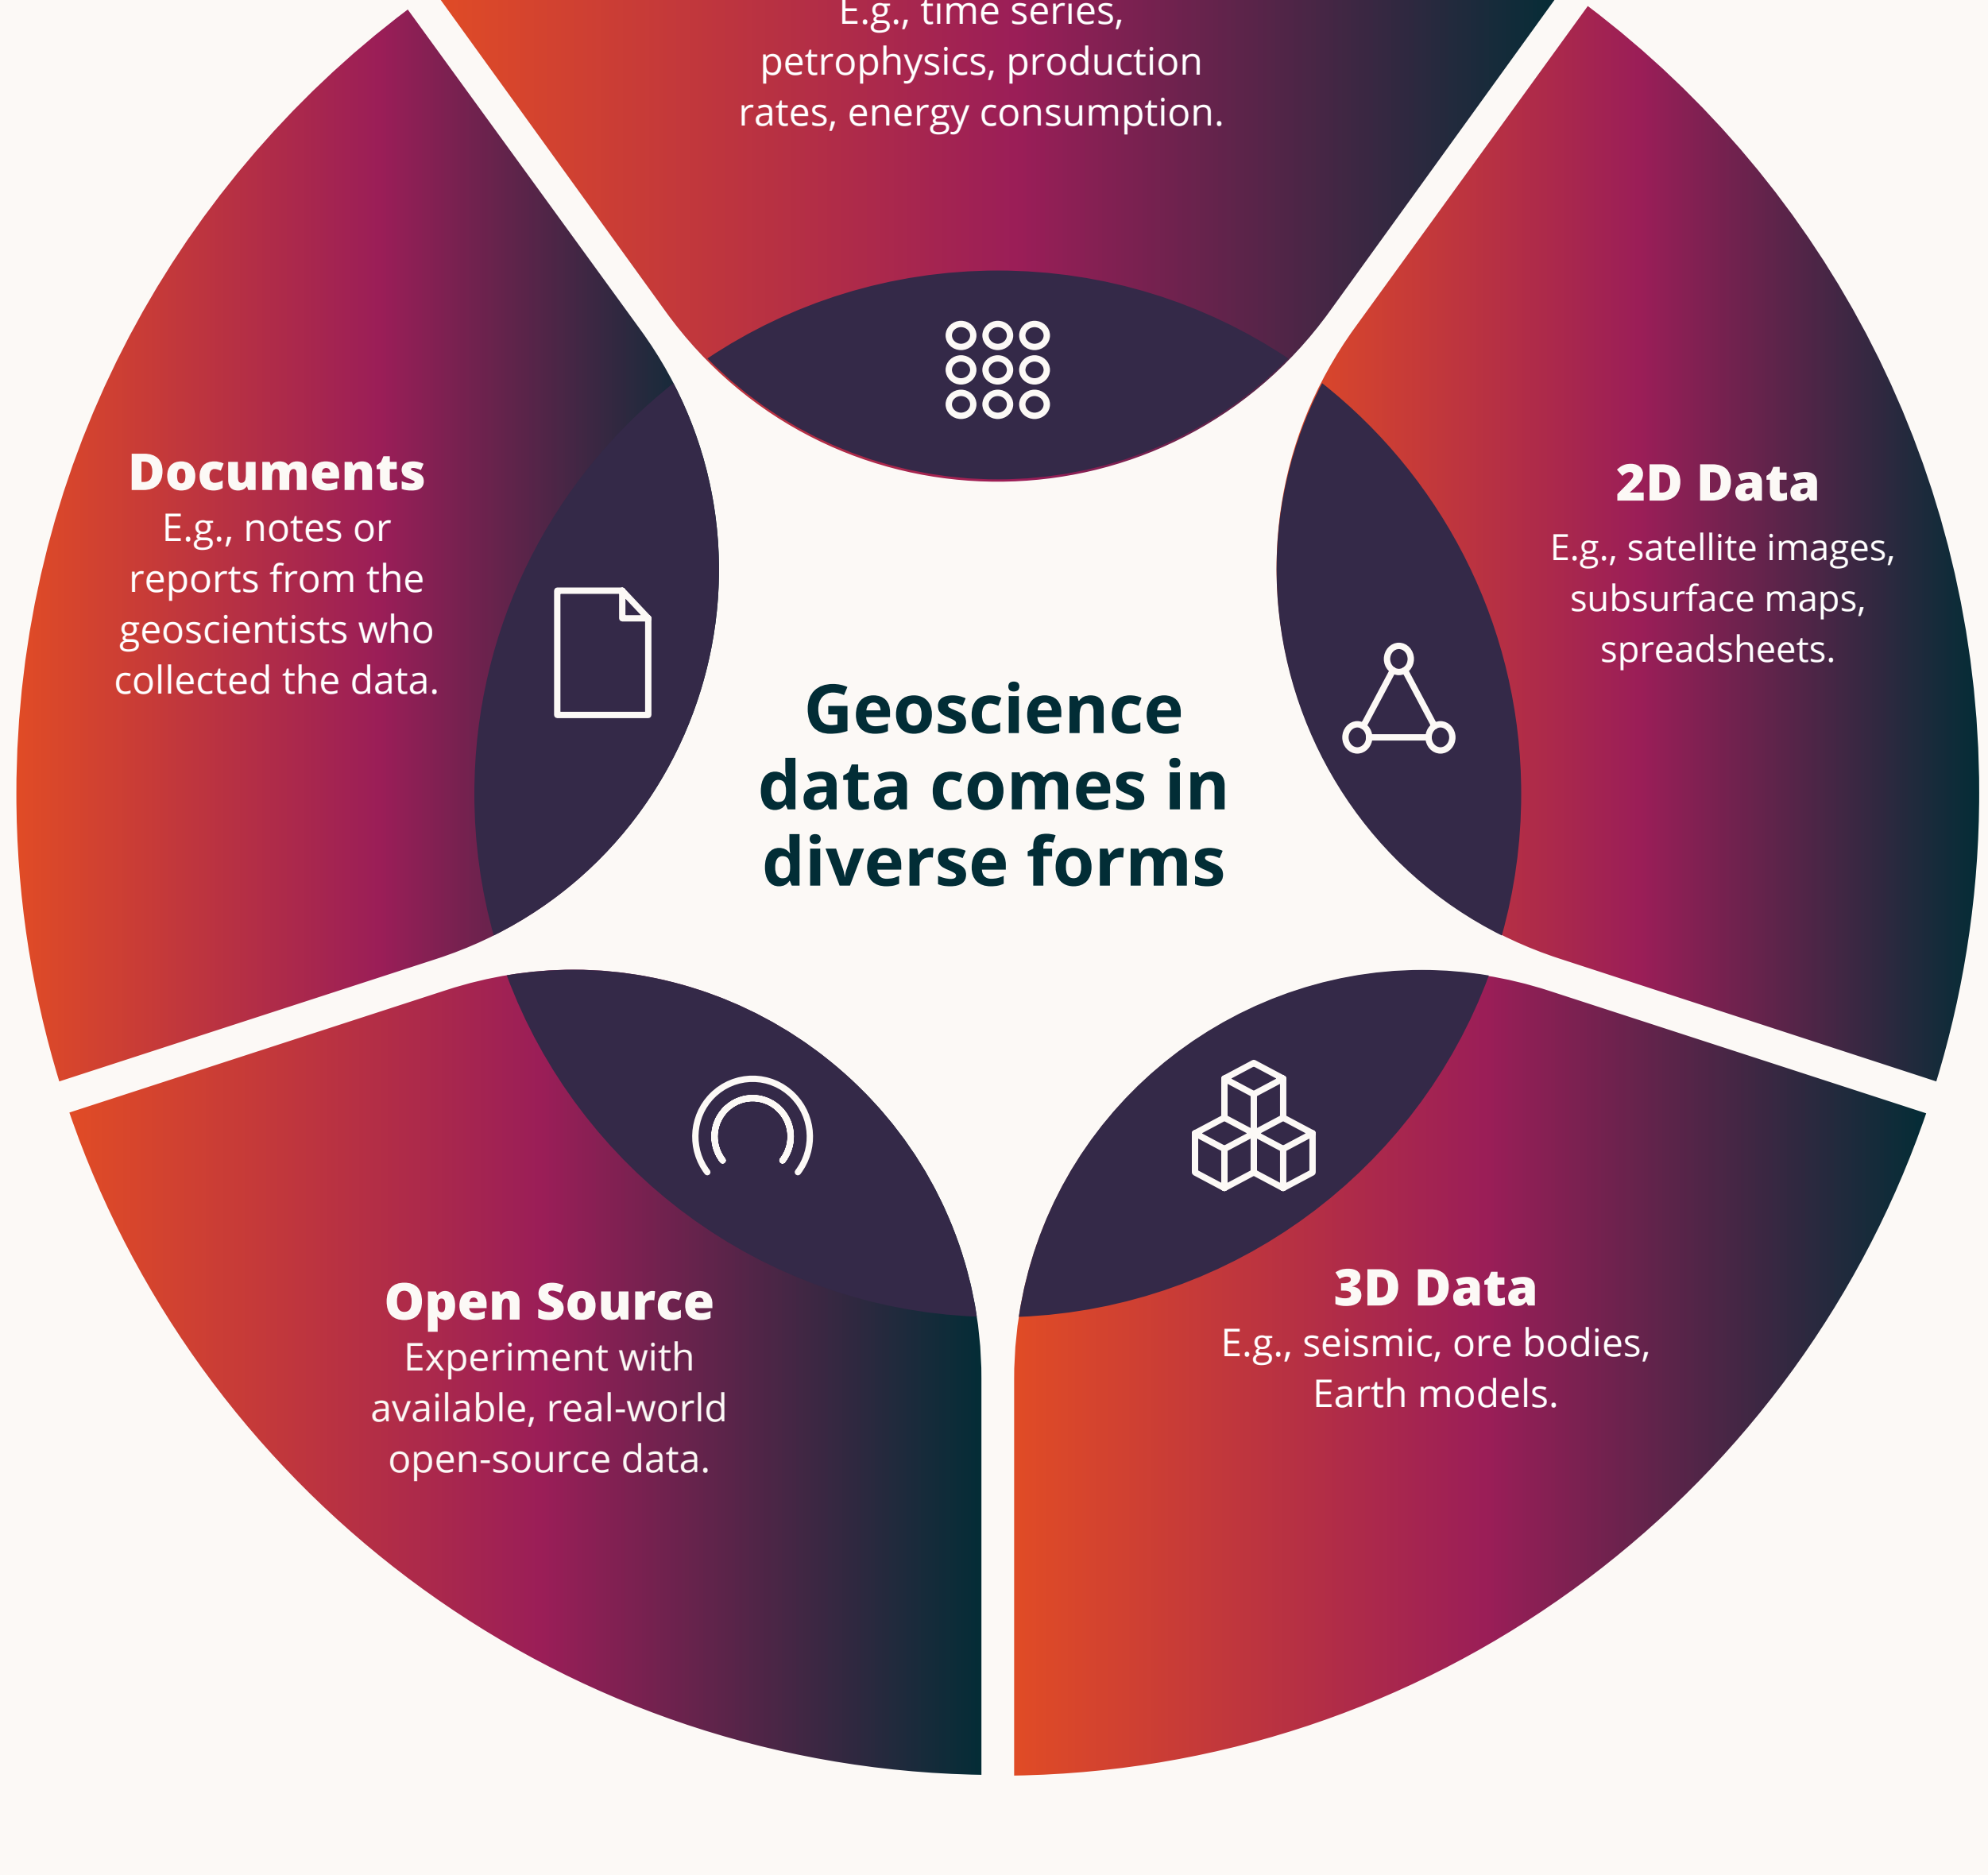 E.g., time series,
petrophysics, production
rates, energy consumption.
Documents
E.g., notes or
reports from the
geoscientists who
collected the data.
2D Data
E.g., satellite images,
subsurface maps,
spreadsheets.
Geoscience
data comes in
diverse forms
Open Source
Experiment with
available, real-world
open-source data.
3D Data
E.g., seismic, ore bodies,
Earth models.